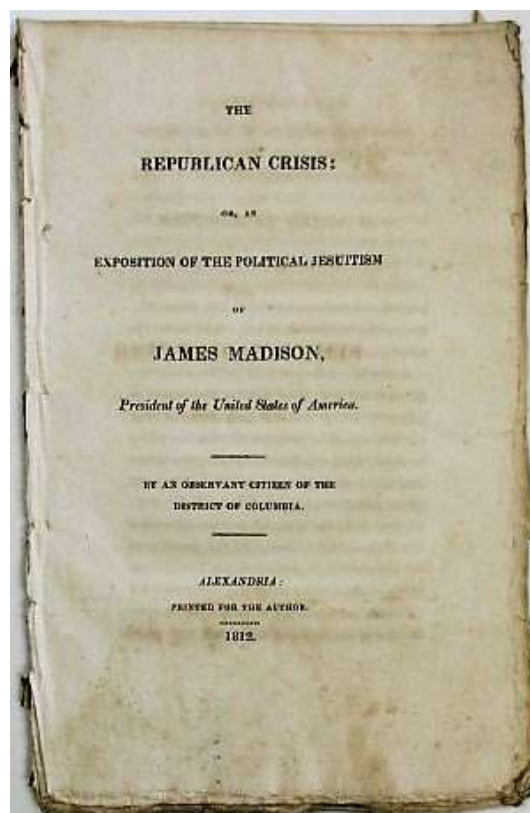 THE
REPUBLICAN CRISIS:
OR, AN
EXPOSITION OF THE POLITICAL JESUITISM
OF
JAMES MADISON,
President of the United States of America.
BY AN OBSERVANT CITIZEN OF THE
DISTRICT OF COLUMBIA.
ALEXANDRIA:
PRINTED FOR THE AUTHOR.
1812.